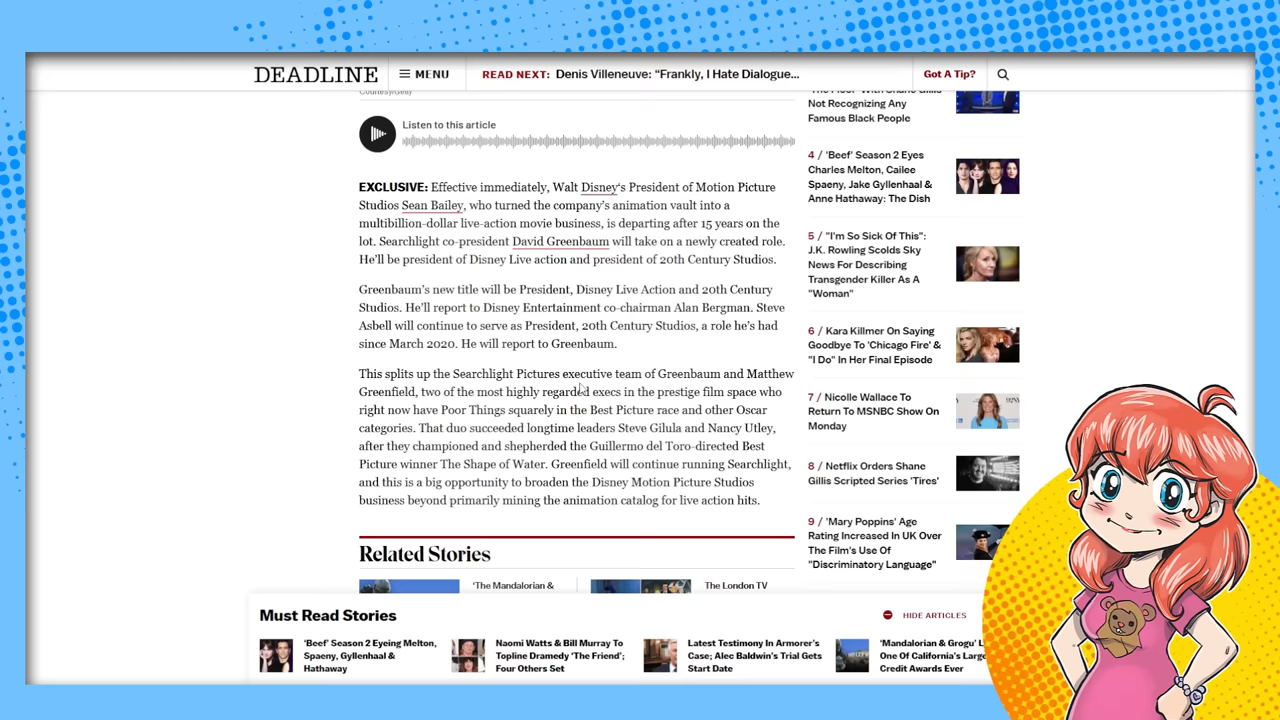 DEADLINE
MENU
READ NEXT: Denis Villeneuve: “Frankly, I Hate Dialogue...
Got A Tip?
Courtesy/Getty
Listen to this article
EXCLUSIVE: Effective immediately, Walt Disney‘s President of Motion Picture
Studios Sean Bailey, who turned the company’s animation vault into a
multibillion-dollar live-action movie business, is departing after 15 years on the
lot. Searchlight co-president David Greenbaum will take on a newly created role.
He’ll be president of Disney Live action and president of 20th Century Studios.
Greenbaum’s new title will be President, Disney Live Action and 20th Century
Studios. He’ll report to Disney Entertainment co-chairman Alan Bergman. Steve
Asbell will continue to serve as President, 20th Century Studios, a role he’s had
since March 2020. He will report to Greenbaum.
This splits up the Searchlight Pictures executive team of Greenbaum and Matthew
Greenfield, two of the most highly regarded execs in the prestige film space who
right now have Poor Things squarely in the Best Picture race and other Oscar
categories. That duo succeeded longtime leaders Steve Gilula and Nancy Utley,
after they championed and shepherded the Guillermo del Toro-directed Best
Picture winner The Shape of Water. Greenfield will continue running Searchlight,
and this is a big opportunity to broaden the Disney Motion Picture Studios
business beyond primarily mining the animation catalog for live action hits.
Related Stories
‘The Mandalorian &
The London TV
Not Recognizing Any
Famous Black People
4 / 'Beef' Season 2 Eyes
Charles Melton, Cailee
Spaeny, Jake Gyllenhaal &
Anne Hathaway: The Dish
5 / "I'm So Sick Of This":
J.K. Rowling Scolds Sky
News For Describing
Transgender Killer As A
"Woman"
6 / Kara Killmer On Saying
Goodbye To 'Chicago Fire' &
"I Do" In Her Final Episode
7 / Nicolle Wallace To
Return To MSNBC Show On
Monday
8 / Netflix Orders Shane
Gillis Scripted Series 'Tires'
9 / 'Mary Poppins' Age
Rating Increased In UK Over
The Film's Use Of
"Discriminatory Language"
Must Read Stories
HIDE ARTICLES
‘Beef’ Season 2 Eyeing Melton,
Spaeny, Gyllenhaal &
Hathaway
Naomi Watts & Bill Murray To
Topline Dramedy ‘The Friend’;
Four Others Set
Latest Testimony In Armorer’s
Case; Alec Baldwin’s Trial Gets
Start Date
‘Mandalorian & Grogu’
One Of California’s Large
Credit Awards Ever